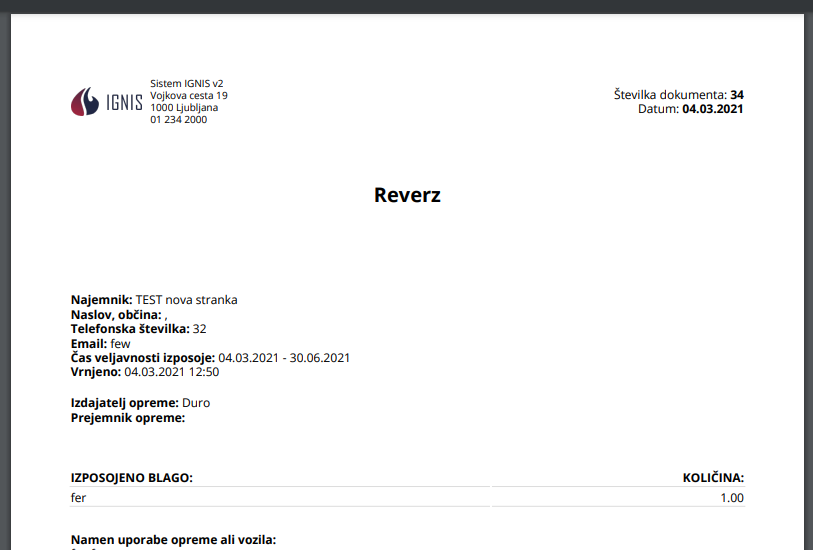 IGNIS
Sistem IGNIS v2
Vojkova cesta 19
1000 Ljubljana
01 234 2000
Številka dokumenta: 34
Datum: 04.03.2021
Reverz
Najemnik: TEST nova stranka
Naslov, občina: ,
Telefonska številka: 32
Email: few
Čas veljavnosti izposoje: 04.03.2021 - 30.06.2021
Vrnjeno: 04.03.2021 12:50
Izdajatelj opreme: Duro
Prejemnik opreme:
IZPOSOJENO BLAGO: KOLIČINA:
fer 1.00
Namen uporabe opreme ali vozila: